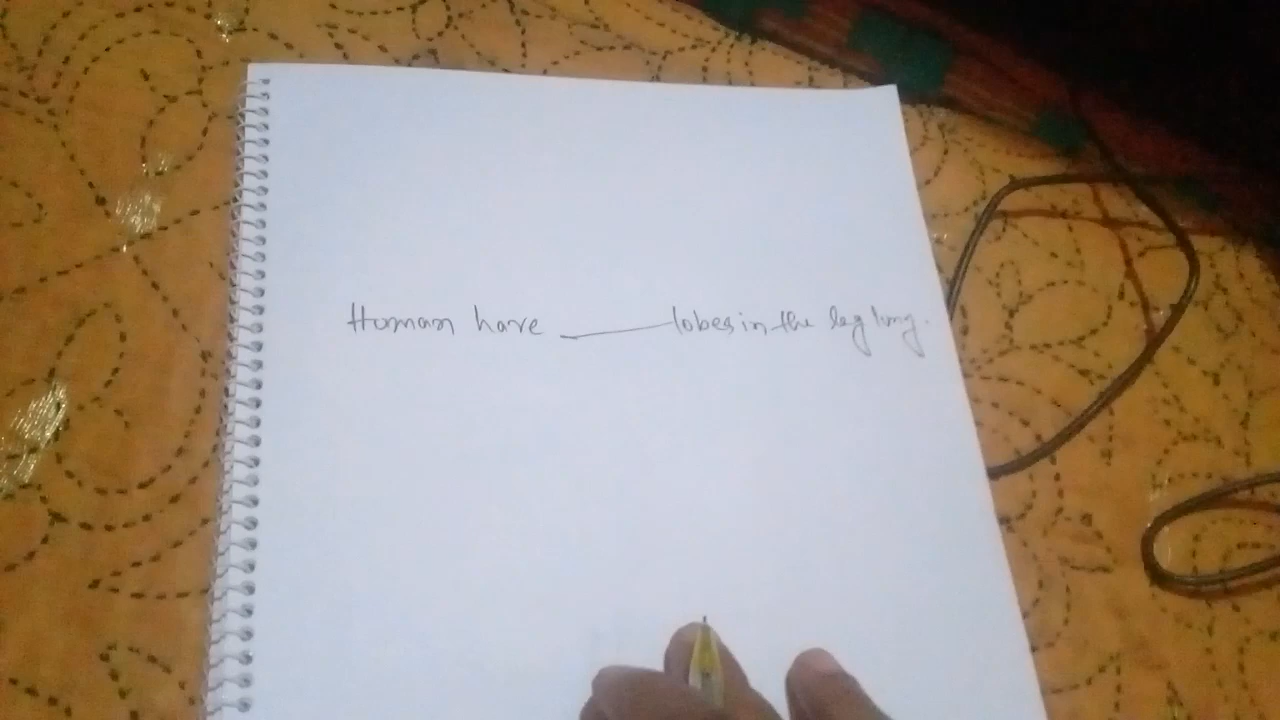 Human have ______ lobes in the leg lung.